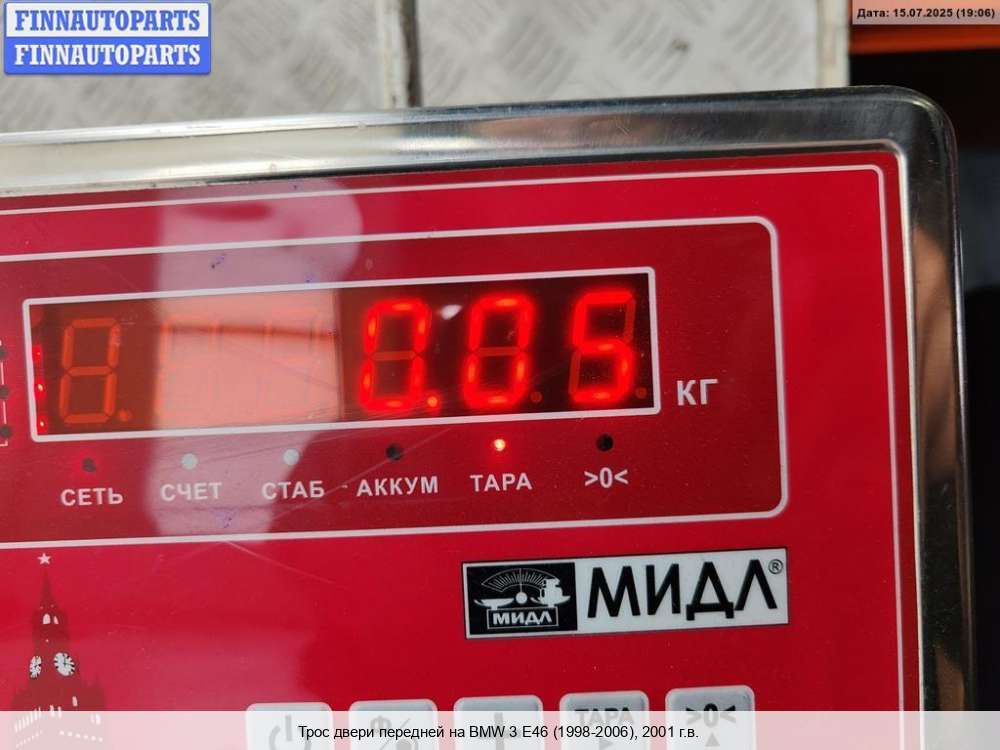 FINNAUTOPARTS
FINNAUTOPARTS
Дата: 15.07.2025 (19:06)
0.05
КГ
СЕТЬ СЧЕТ СТАБ АККУМ ТАРА >0<
МИДЛ МИДЛ®
ТАРА >0<
Трос двери передней на BMW 3 E46 (1998-2006), 2001 г.в.